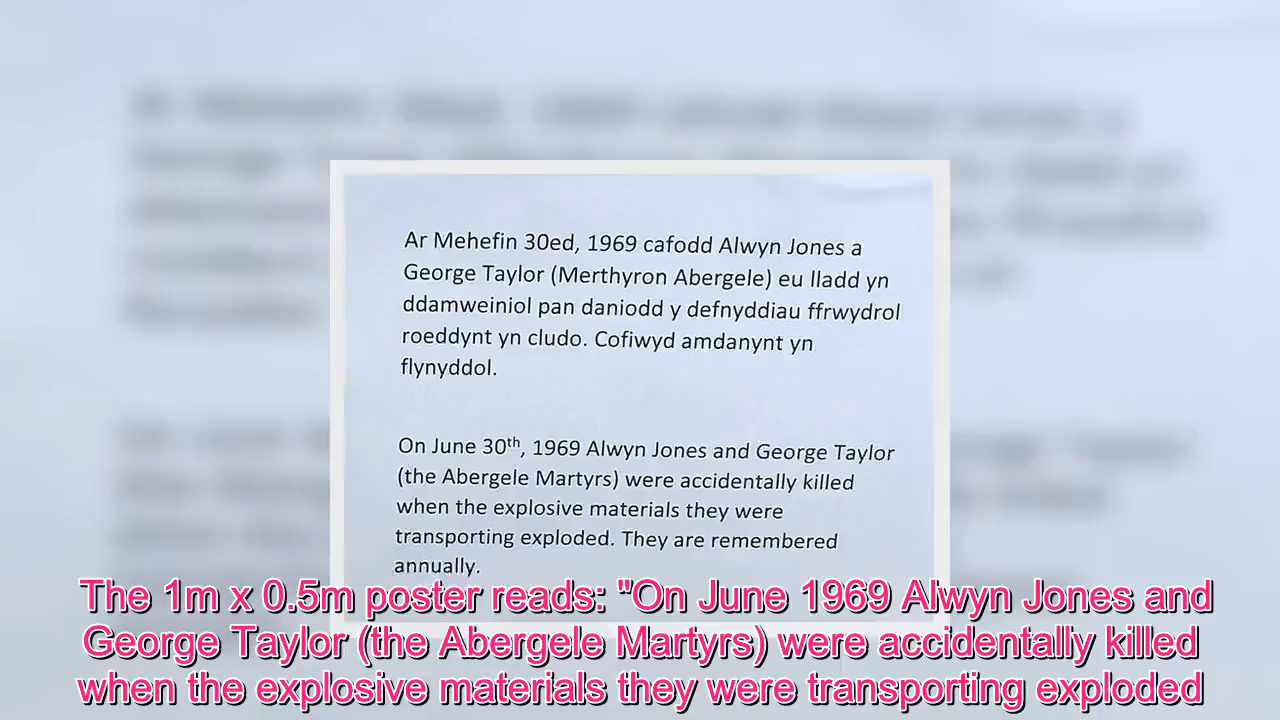 Ar Mehefin 30ed, 1969 cafodd Alwyn Jones a
George Taylor (Merthyron Abergele) eu lladd yn
ddamweiniol pan daniodd y defnyddiau ffrwydrol
roeddynt yn cludo. Cofiwyd amdanynt yn
flynyddol.
On June 30th, 1969 Alwyn Jones and George Taylor
(the Abergele Martyrs) were accidentally killed
when the explosive materials they were
transporting exploded. They are remembered
annually.
The 1m x 0.5m poster reads: "On June 1969 Alwyn Jones and
George Taylor (the Abergele Martyrs) were accidentally killed
when the explosive materials they were transporting exploded